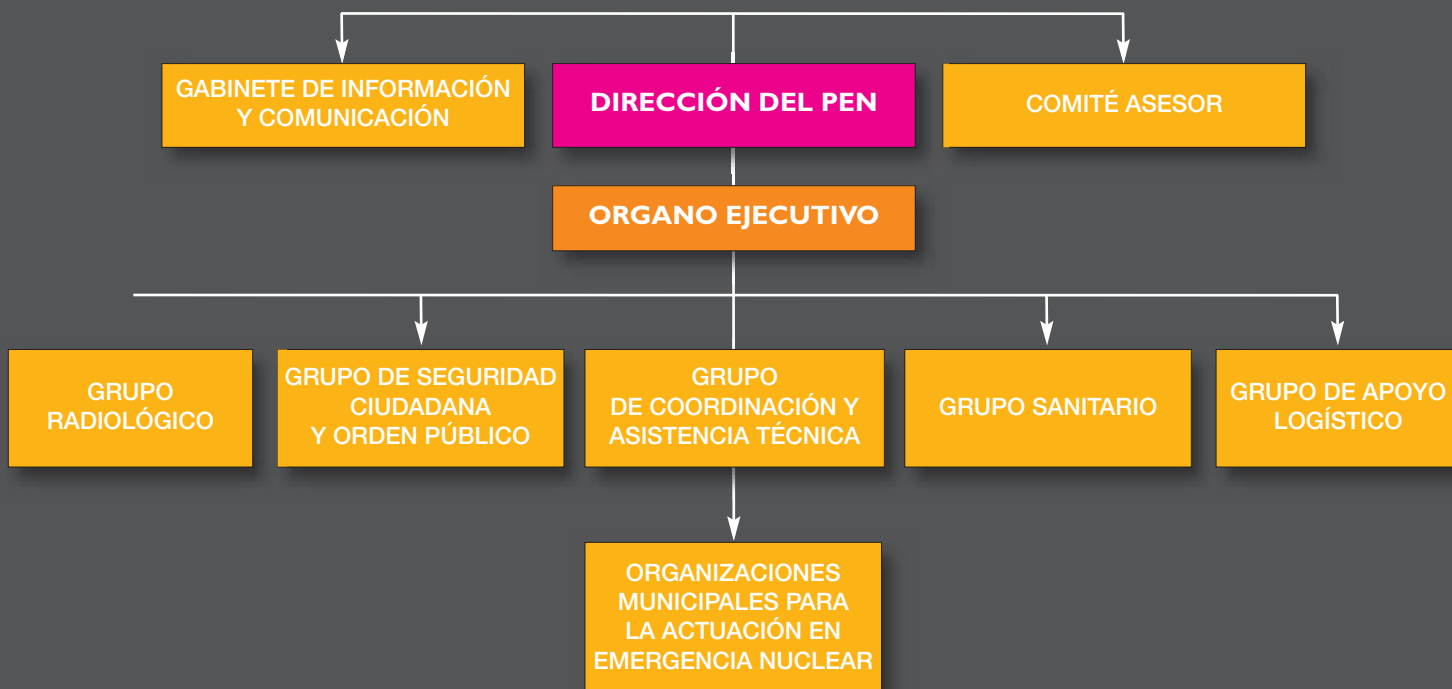 GABINETE DE INFORMACIÓN
Y COMUNICACIÓN
DIRECCIÓN DEL PEN
COMITÉ ASESOR
ORGANO EJECUTIVO
GRUPO
RADIOLÓGICO
GRUPO DE SEGURIDAD
CIUDADANA
Y ORDEN PÚBLICO
GRUPO
DE COORDINACIÓN Y
ASISTENCIA TÉCNICA
GRUPO SANITARIO
GRUPO DE APOYO
LOGÍSTICO
ORGANIZACIONES
MUNICIPALES PARA
LA ACTUACIÓN EN
EMERGENCIA NUCLEAR